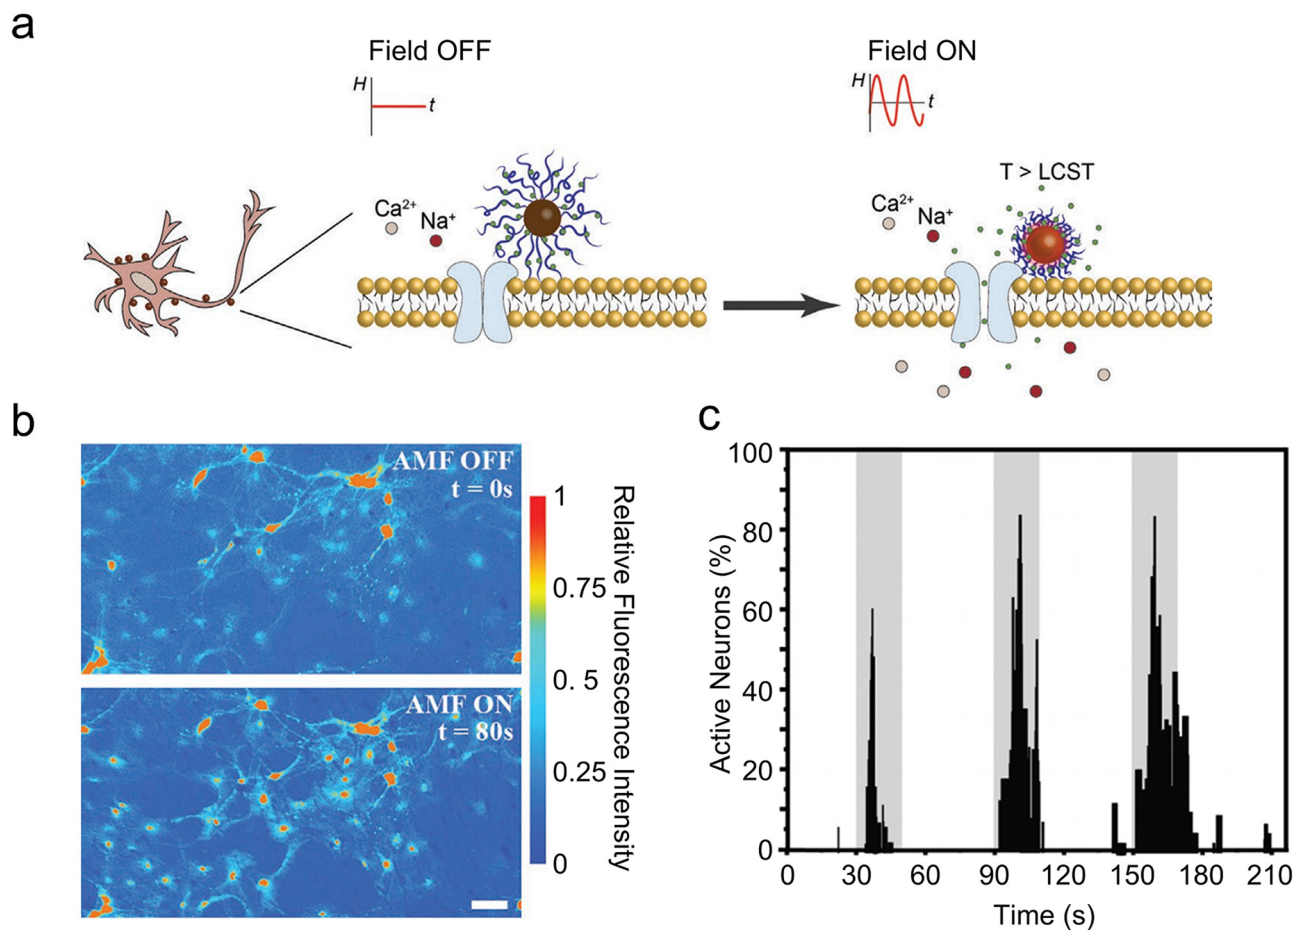 a
Field OFF
H
t
Field ON
H
t
T > LCST
Ca²⁺
Na⁺
Ca²⁺
Na⁺
b
AMF OFF
t = 0s
AMF ON
t = 80s
1
0.75
0. 5
0.25
0
Relative Fluorescence Intensity
c
Active Neurons (%)
100
80
60
40
20
0
0 30 60 90 120 150 180 210
Time (s)